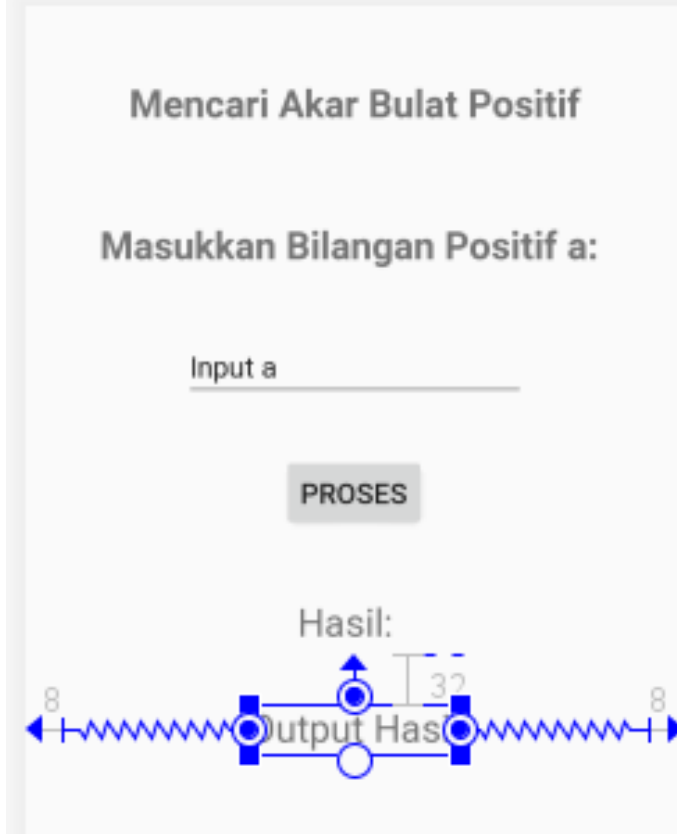 Mencari Akar Bulat Positif
Masukkan Bilangan Positif a:
Input a
PROSES
Hasil:
8 32 8
Output Hasil